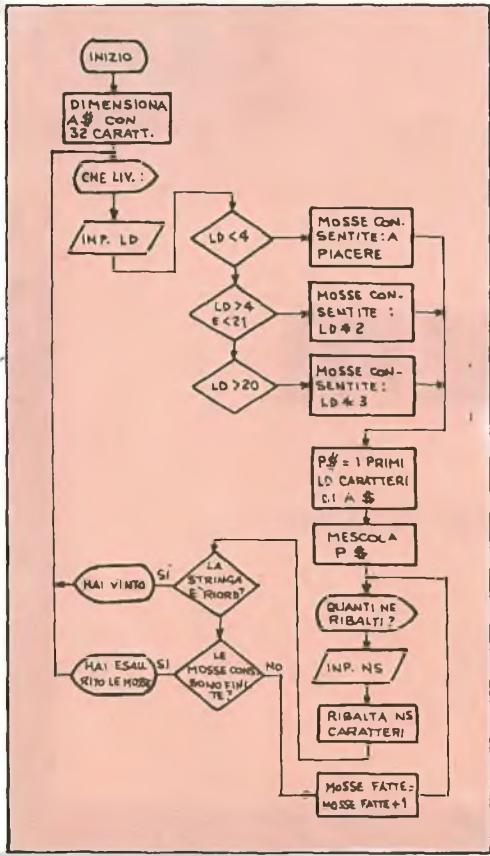 INIZIO
DIMENSIONA
A$ CON
32 CARATT.
CHE LIV.:
INP. LD
LD<4
MOSSE CON-
SENTITE: A
PIACERE
LD>4
E<21
MOSSE CON-
SENTITE :
LD*2
LD>20
MOSSE CON-
SENTITE:
LD*3
P$ = I PRIMI
LD CARATTERI
DI A $
MESCOLA
P $
QUANTI NE
RIBALTI?
INP. NS
RIBALTA NS
CARATTERI
LA
STRINGA
E' RIORD?
SÍ
HAI VINTO
LE
MOSSE CONS.
SONO FINI
TE?
SÍ
HAI ESAU
RITO LE MOSSE
NO
MOSSE FATTE=
MOSSE FATTE+1